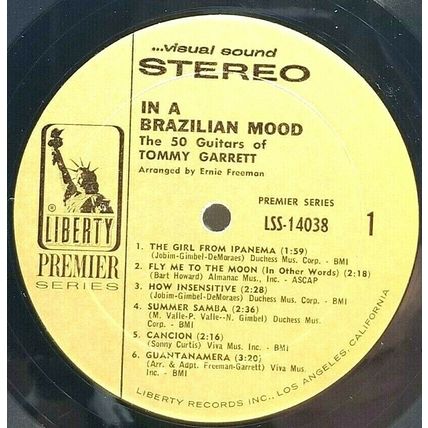 ...visual sound
STEREO
IN A
BRAZILIAN MOOD
The 50 Guitars of
TOMMY GARRETT
Arranged by Ernie Freeman
PREMIER SERIES
LSS-14038
1
® LIBERTY
PREMIER
SERIES
1. THE GIRL FROM IPANEMA (1:59)
(Jobim-Gimbel-DeMoraes) Duchess Mus. Corp. - BMI
2. FLY ME TO THE MOON (In Other Words) (2:18)
(Bart Howard) Almanac Mus., Inc. - ASCAP
3. HOW INSENSITIVE (2:28)
(Jobim-Gimbel-DeMoraes) Duchess Mus. Corp. - BMI
4. SUMMER SAMBA (2:36)
(M. Valle-P. Valle--N. Gimbel) Duchess Mus.
Corp. - BMI
5. CANCION (2:16)
(Sonny Curtis) Viva Mus. Inc. - BMI
6. GUANTANAMERA (3:20)
(Arr. & Adpt. Freeman-Garrett) Viva Mus.
Inc. - BMI
LIBERTY RECORDS INC., LOS ANGELES, CALIFORNIA